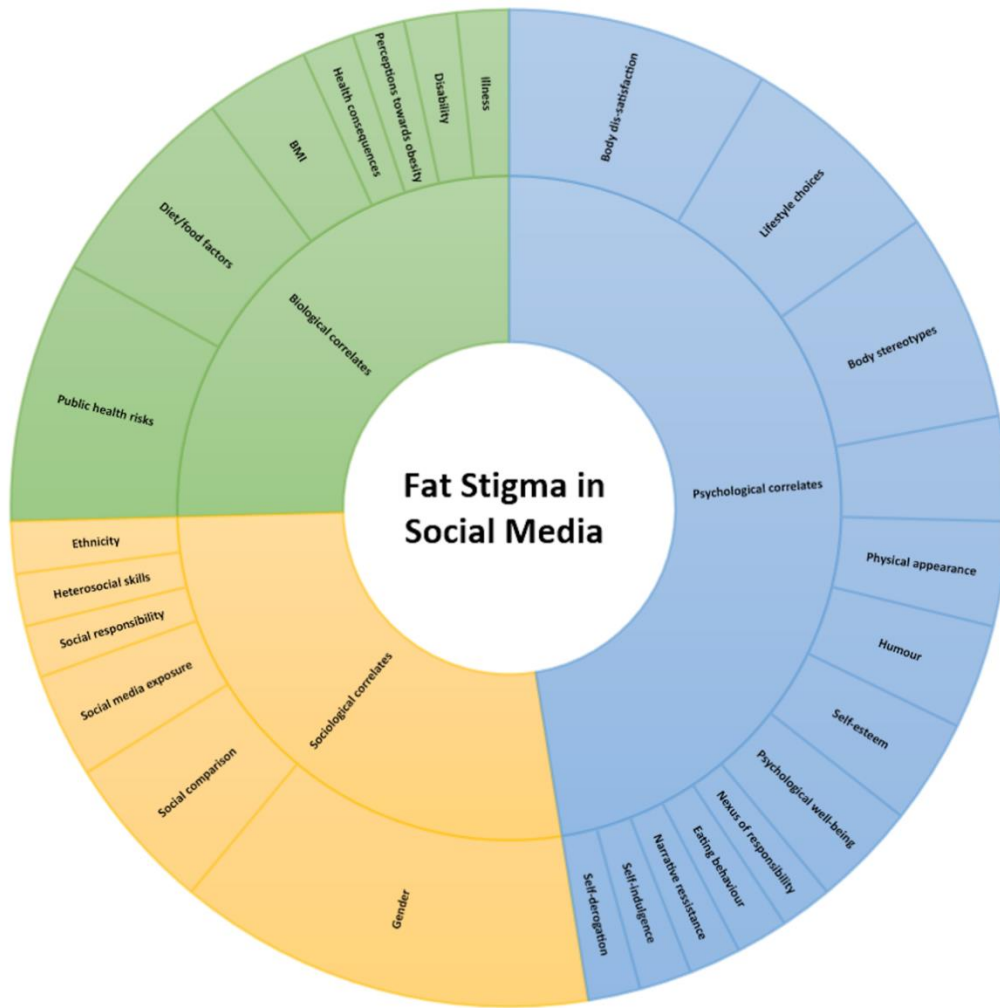 Fat Stigma in
Social Media
Psychological correlates
Body dis-satisfaction
Lifestyle choices
Body stereotypes
Physical appearance
Humour
Self-esteem
Psychological well-being
Nexus of responsibility
Eating behaviour
Narrative ressistance
Self-indulgence
Self-derogation
Sociological correlates
Gender
Social comparison
Social media exposure
Social responsibility
Heterosocial skills
Ethnicity
Biological correlates
Public health risks
Diet/food factors
BMI
Health consequences
Perceptions towards obesity
Disability
Illness